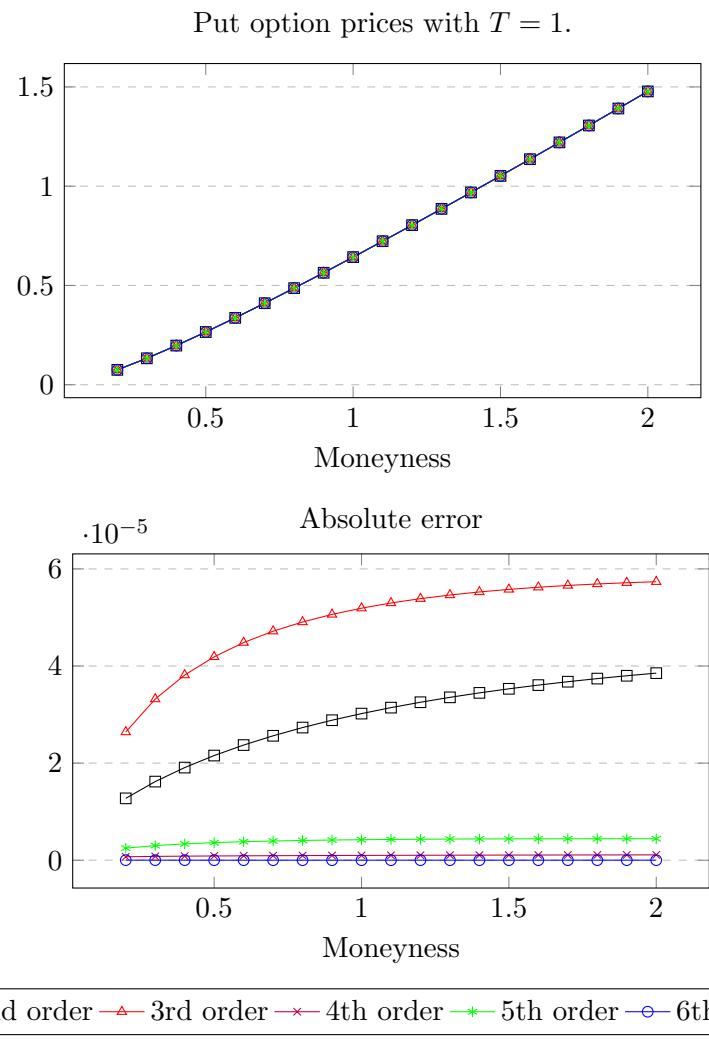 Put option prices with T = 1.
1.5
1
0.5
0
0.5 1 1.5 2
Moneyness
Absolute error
·10−5
6
4
2
0
0.5 1 1.5 2
Moneyness
d order 3rd order 4th order 5th order 6t